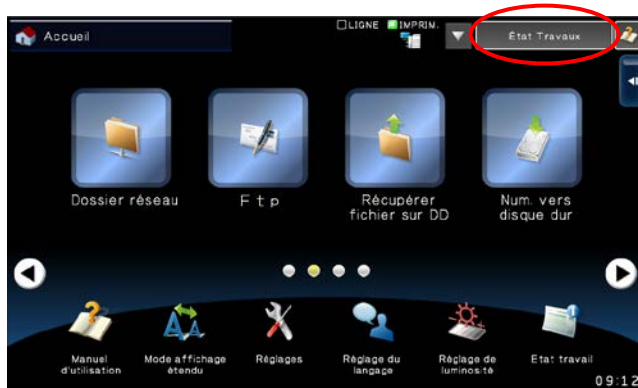 Accueil
LIGNE IMPRIM.
État Travaux
Dossier réseau
Ftp
Récupérer
fichier sur DD
Num. vers
disque dur
Manuel
d'utilisation
Mode affichage
étendu
Réglages
Réglage du
langage
Réglage de
luminosité
Etat travail
09:12